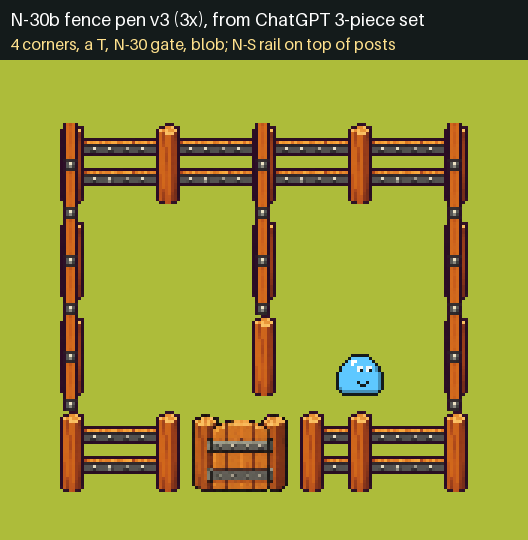 N-30b fence pen v3 (3x), from ChatGPT 3-piece set
4 corners, a T, N-30 gate, blob; N-S rail on top of posts